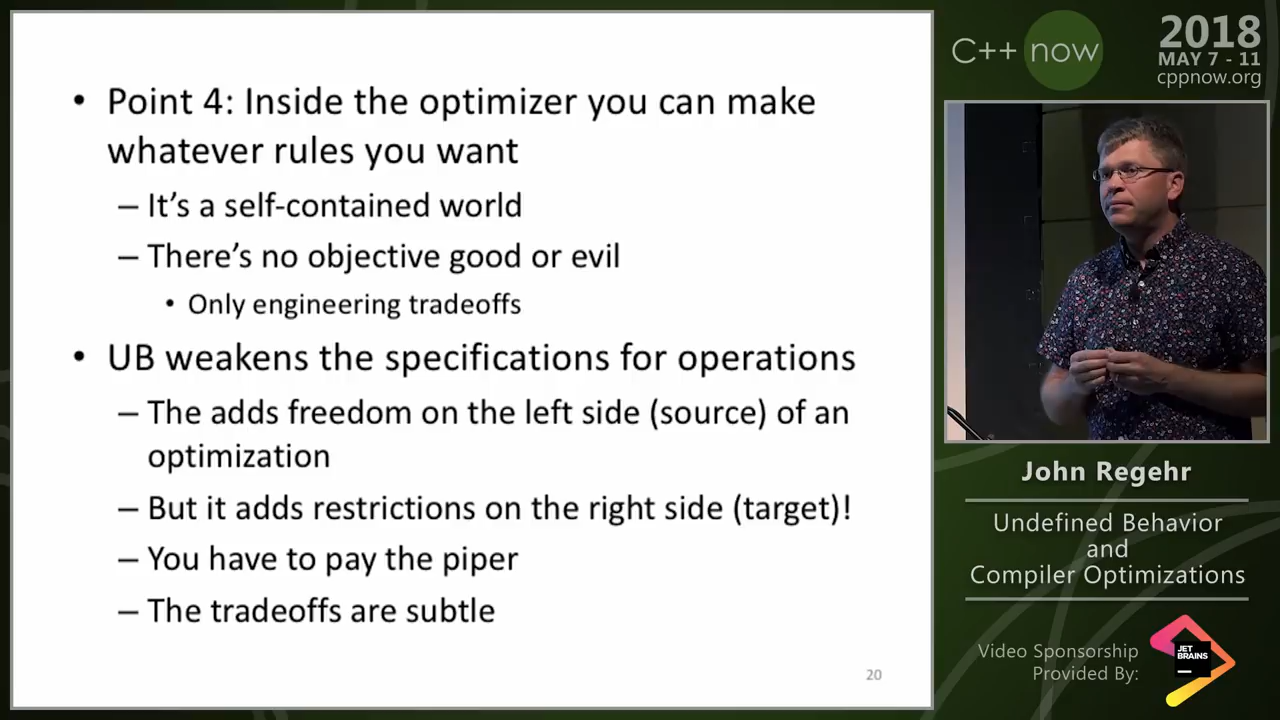 • Point 4: Inside the optimizer you can make
whatever rules you want
– It's a self-contained world
– There's no objective good or evil
• Only engineering tradeoffs
• UB weakens the specifications for operations
– The adds freedom on the left side (source) of an
optimization
– But it adds restrictions on the right side (target)!
– You have to pay the piper
– The tradeoffs are subtle
20
C++ now
2018
MAY 7 - 11
cppnow.org
John Regehr
Undefined Behavior
and
Compiler Optimizations
Video Sponsorship
Provided By:
JET
BRAINS